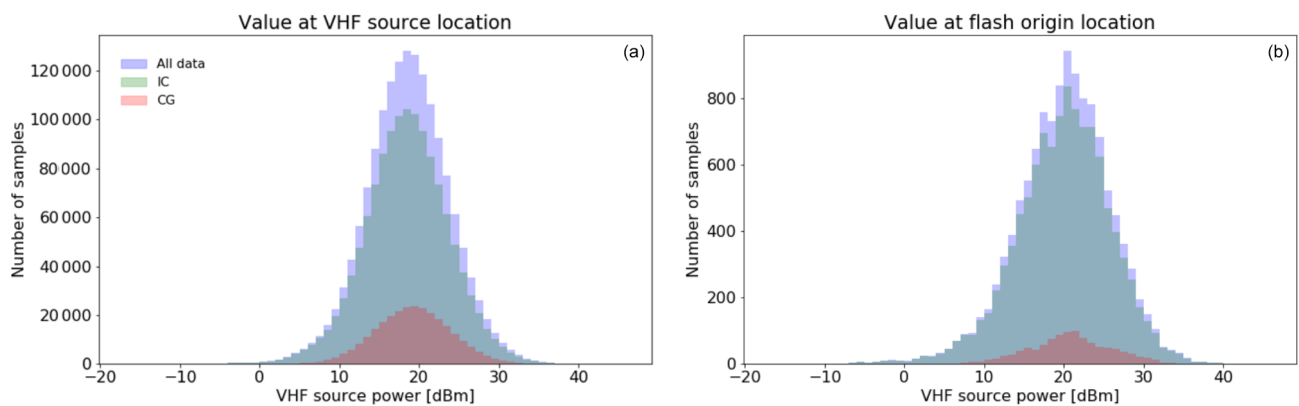 Value at VHF source location
(a)
All data
IC
CG
120 000
100 000
80 000
60 000
40 000
20 000
0
Number of samples
−20 −10 0 10 20 30 40
VHF source power [dBm]
Value at flash origin location
(b)
800
600
400
200
0
Number of samples
−20 −10 0 10 20 30 40
VHF source power [dBm]